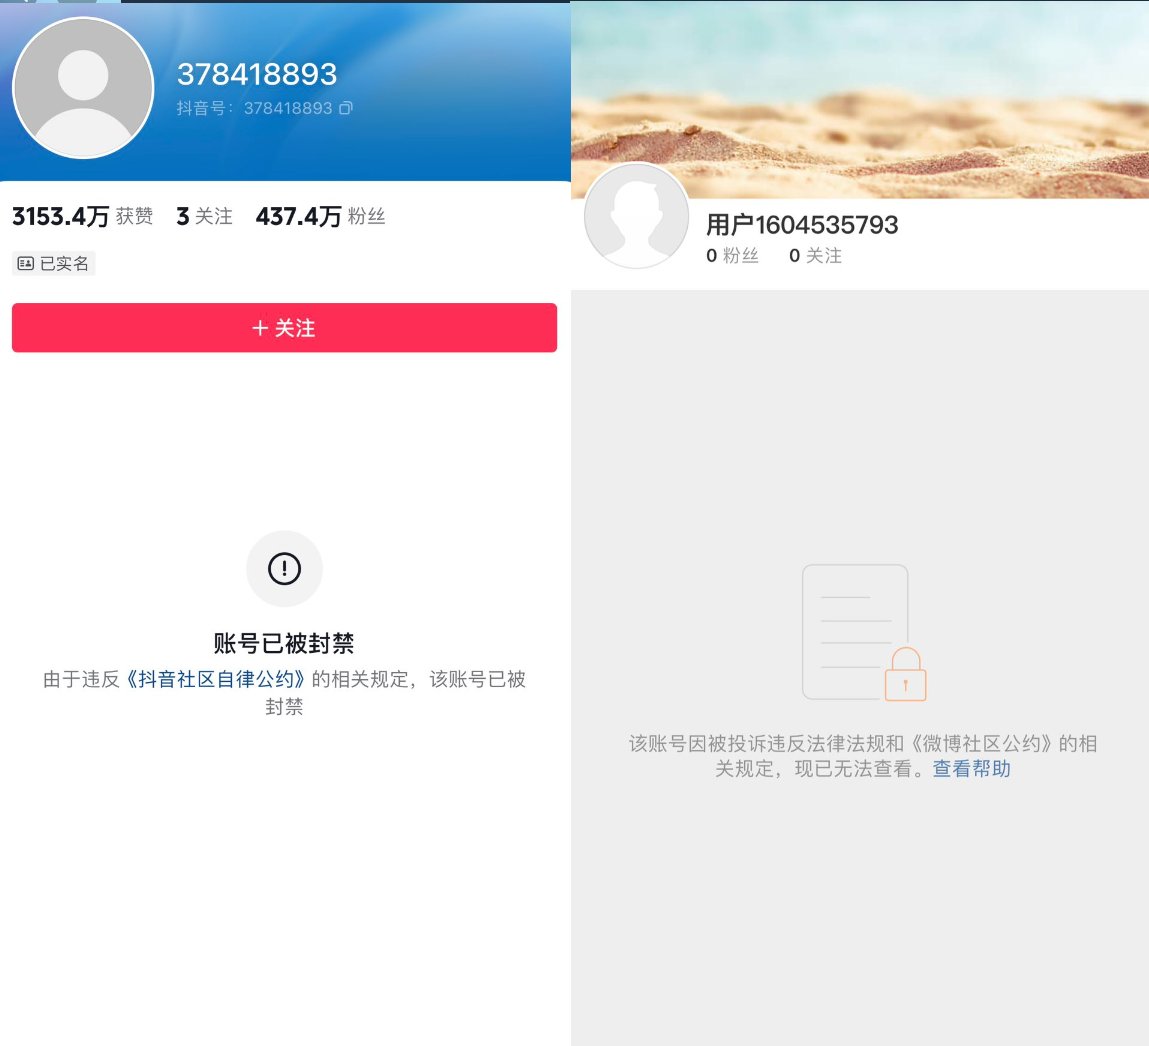 378418893
抖音号：378418893
3153.4万 获赞 3 关注 437.4万 粉丝
已实名
+ 关注
账号已被封禁
由于违反《抖音社区自律公约》的相关规定，该账号已被
封禁
用户1604535793
0 粉丝 0 关注
该账号因被投诉违反法律法规和《微博社区公约》的相
关规定，现已无法查看。查看帮助